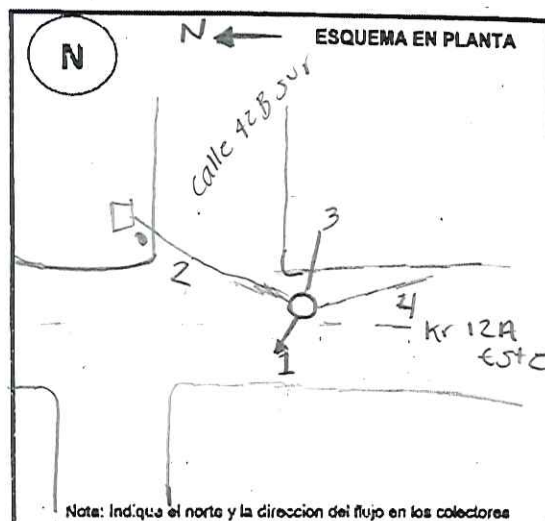 N
N
ESQUEMA EN PLANTA
Calle 42B Sur
3
2
4
Kr 12A
Este
1
Nota: Indique el norte y la direccion del flujo en los colectores